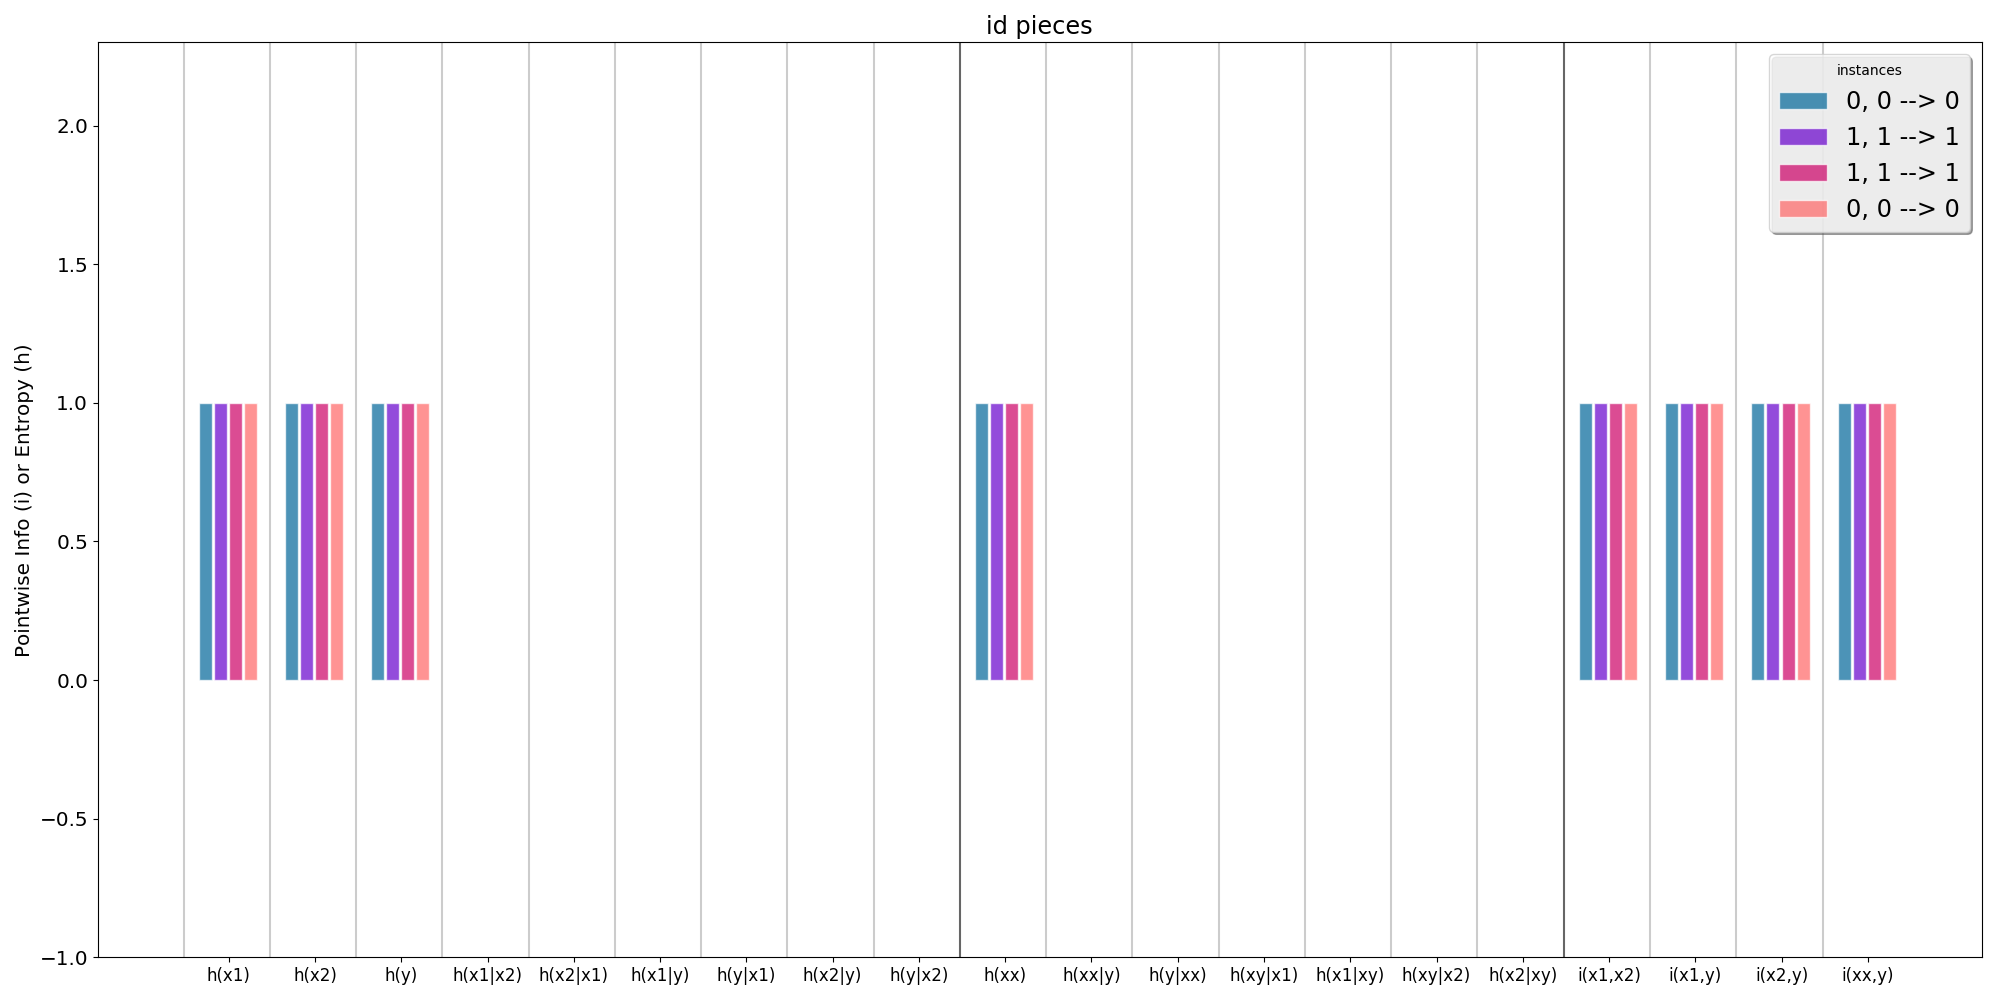 id pieces
instances
0, 0 --> 0
1, 1 --> 1
1, 1 --> 1
0, 0 --> 0
Pointwise Info (i) or Entropy (h)
2.0
1.5
1.0
0.5
0.0
−0.5
−1.0
h(x1) h(x2) h(y) h(x1|x2) h(x2|x1) h(x1|y) h(y|x1) h(x2|y) h(y|x2) h(xx) h(xx|y) h(y|xx) h(xy|x1) h(x1|xy) h(xy|x2) h(x2|xy) i(x1,x2) i(x1,y) i(x2,y) i(xx,y)